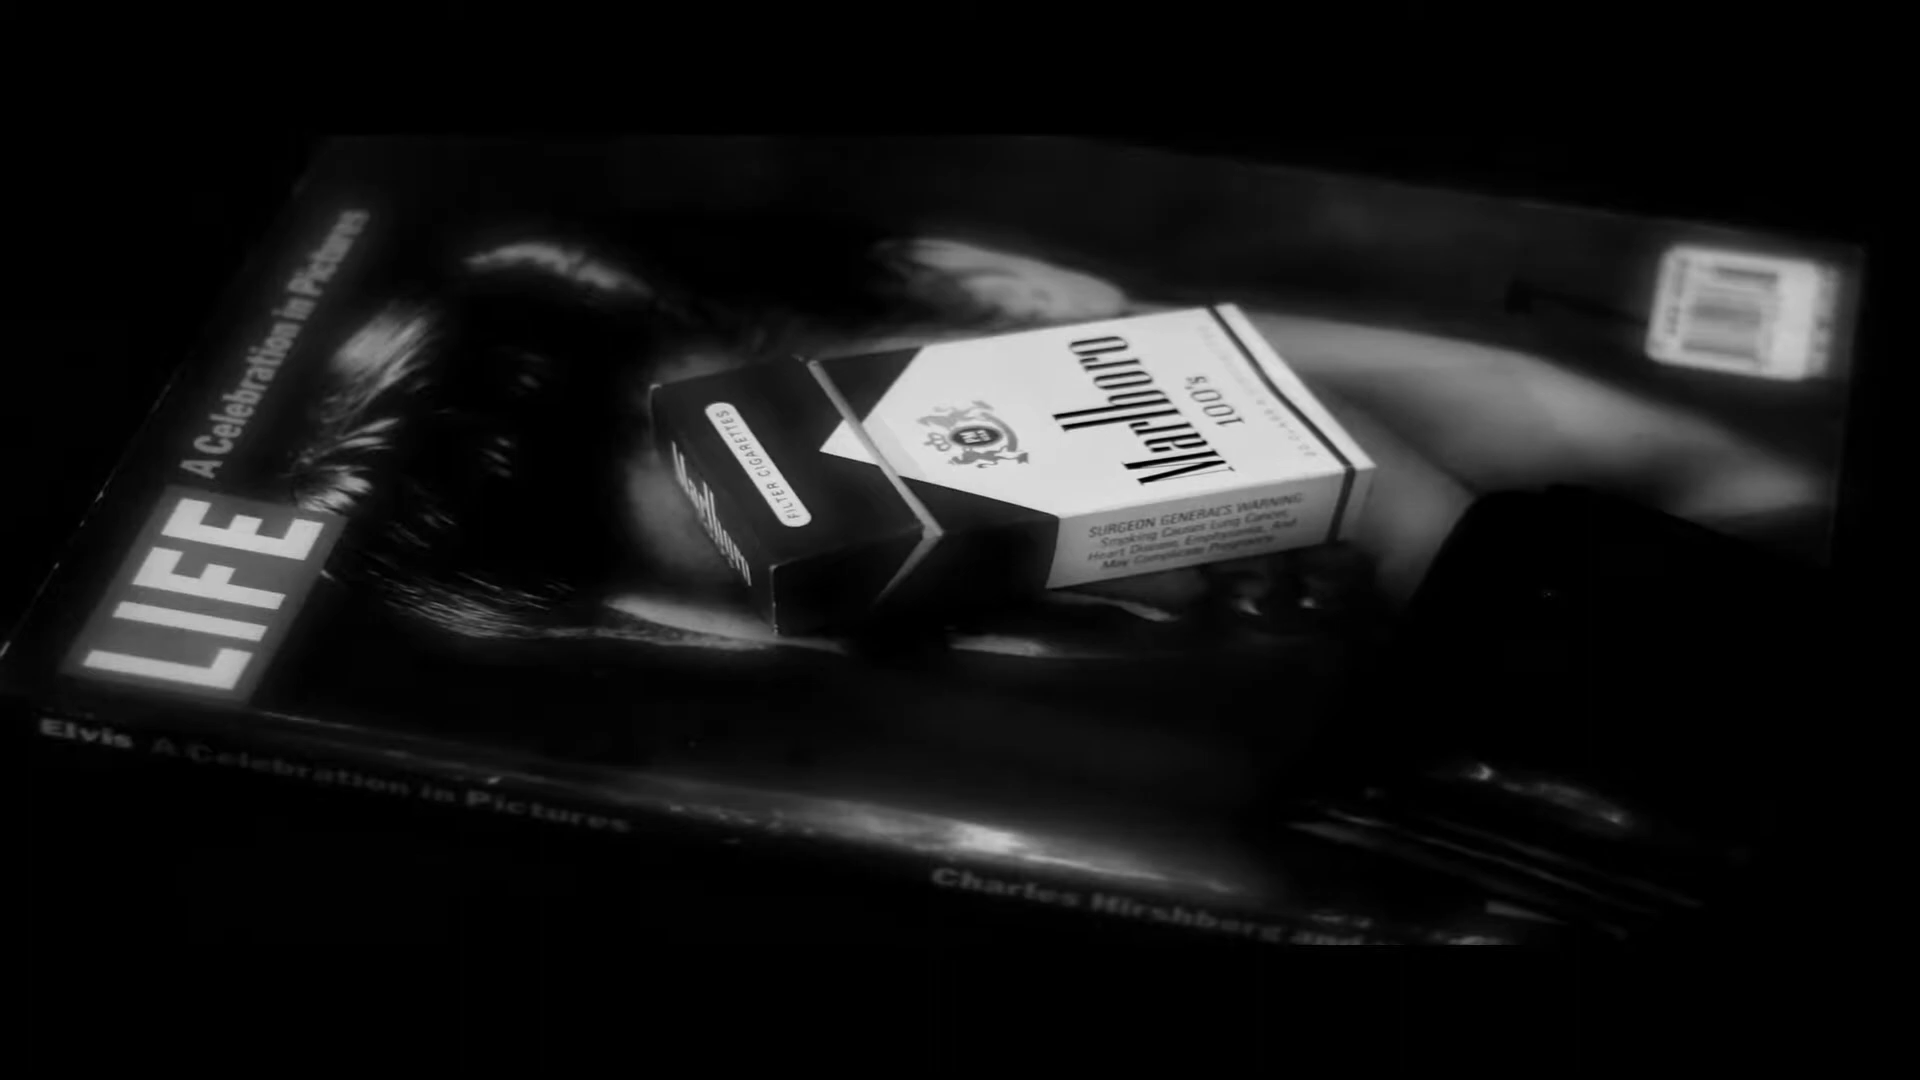 A Celebration in Pictures
LIFE
FILTER CIGARETTES
Marlboro
Marlboro
100's
SURGEON GENERAL'S WARNING
Smoking Causes Lung Cancer,
Heart Disease, Emphysema, And
May Complicate Pregnancy.
Elvis A Celebration in Pictures
Charles Hirshberg and